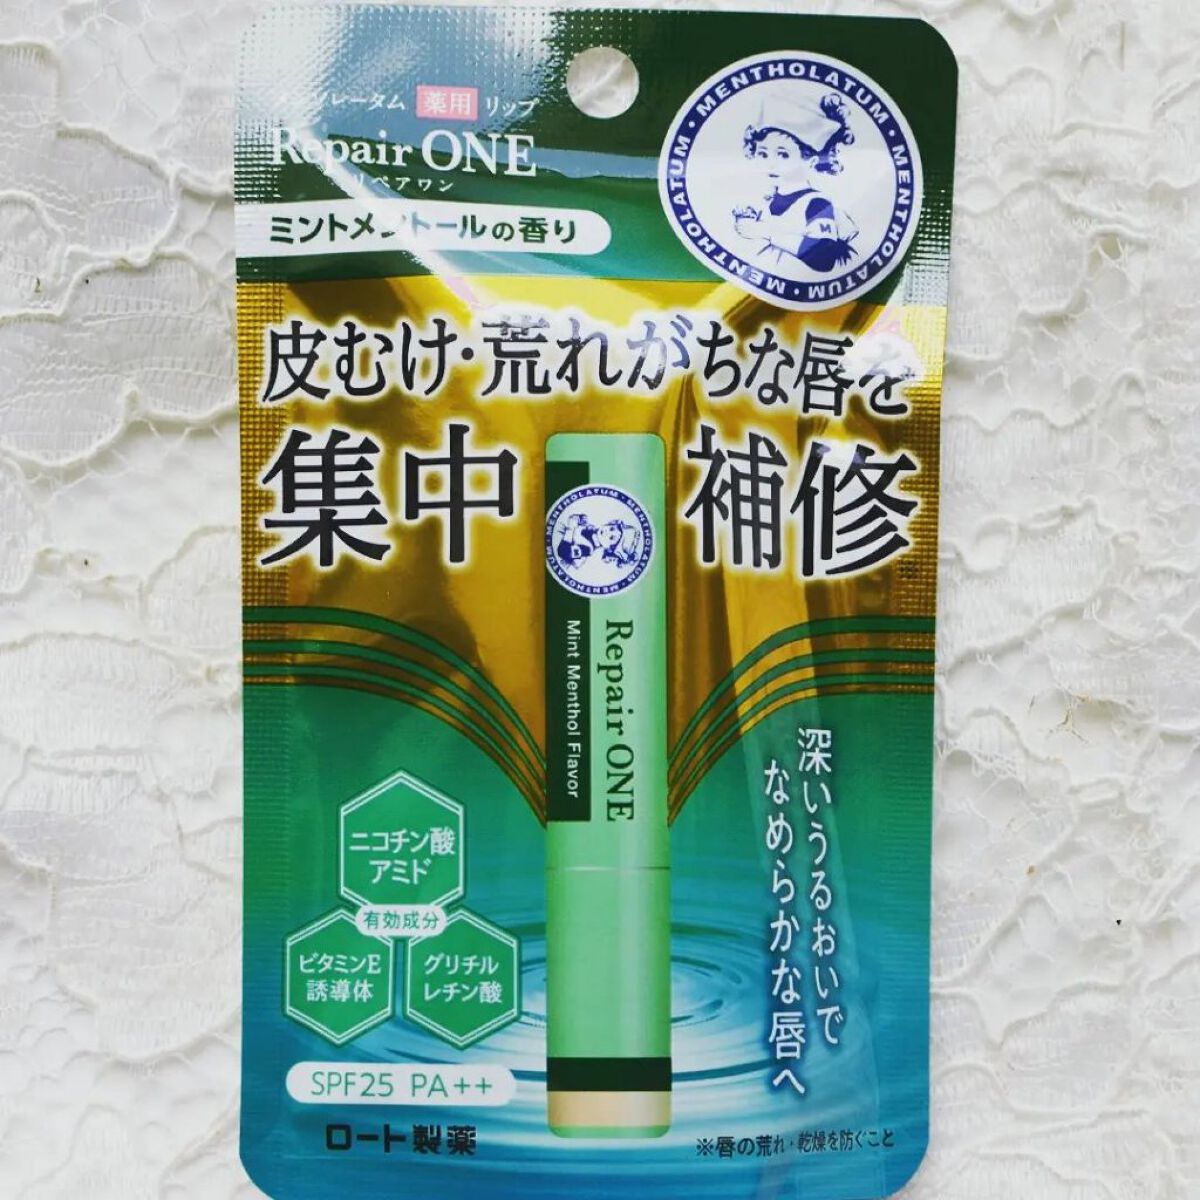 レータム 薬用 リップ
Repair ONE
リペアワン
ミントメントールの香り
MENTHOLATUM・MENTHOLATUM・MENTHOLATUM・
M
皮むけ・荒れがちな唇を
集中補修
MENTHOLATUM・MENTHOLATUM・MENTHOLATUM・
Repair ONE
Mint Menthol Flavor
深いうるおいで
なめらかな唇へ
ニコチン酸
アミド
有効成分
ビタミンE
誘導体
グリチル
レチン酸
SPF25 PA++
ロート製薬
※唇の荒れ・乾燥を防ぐこと